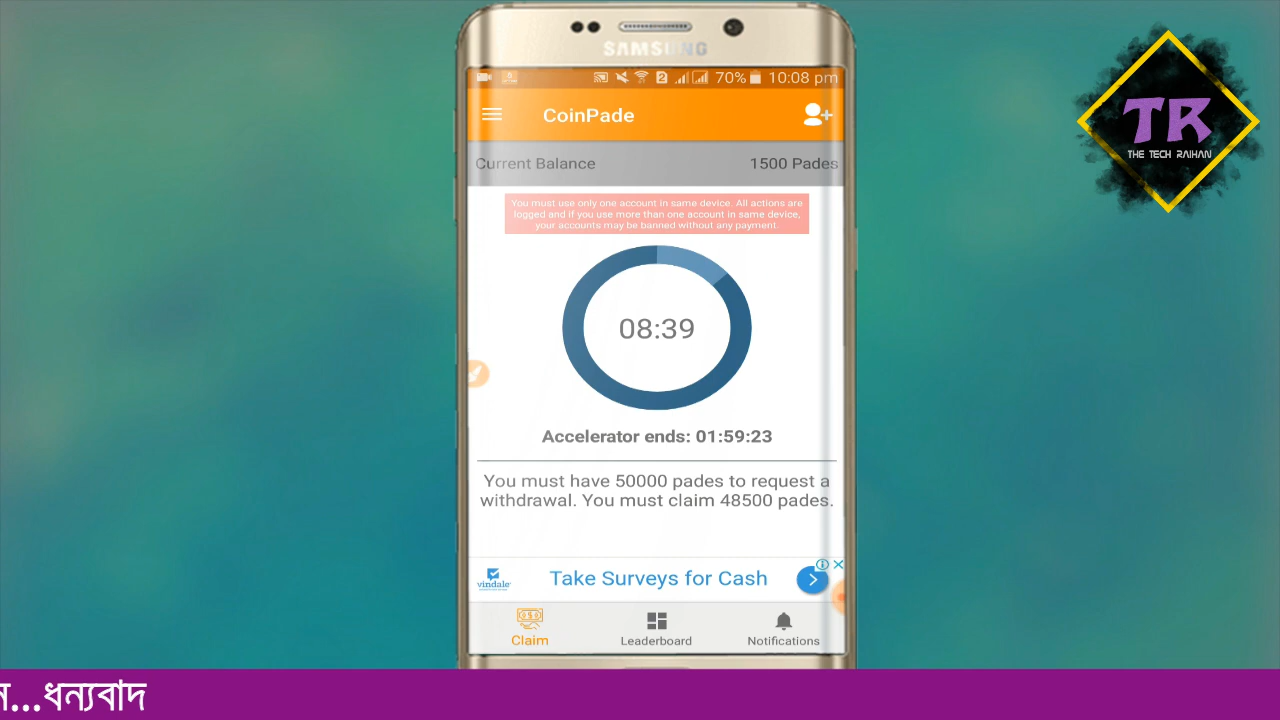 SAMSUNG
70% 10:08 pm
CoinPade
Current Balance 1500 Pades
You must use only one account in same device. All actions are
logged and if you use more than one account in same device,
your accounts may be banned without any payment.
08:39
Accelerator ends: 01:59:23
You must have 50000 pades to request a
withdrawal. You must claim 48500 pades.
vindale
Take Surveys for Cash
Claim
Leaderboard
Notifications
TR
THE TECH RAIHAN
...ধন্যবাদ